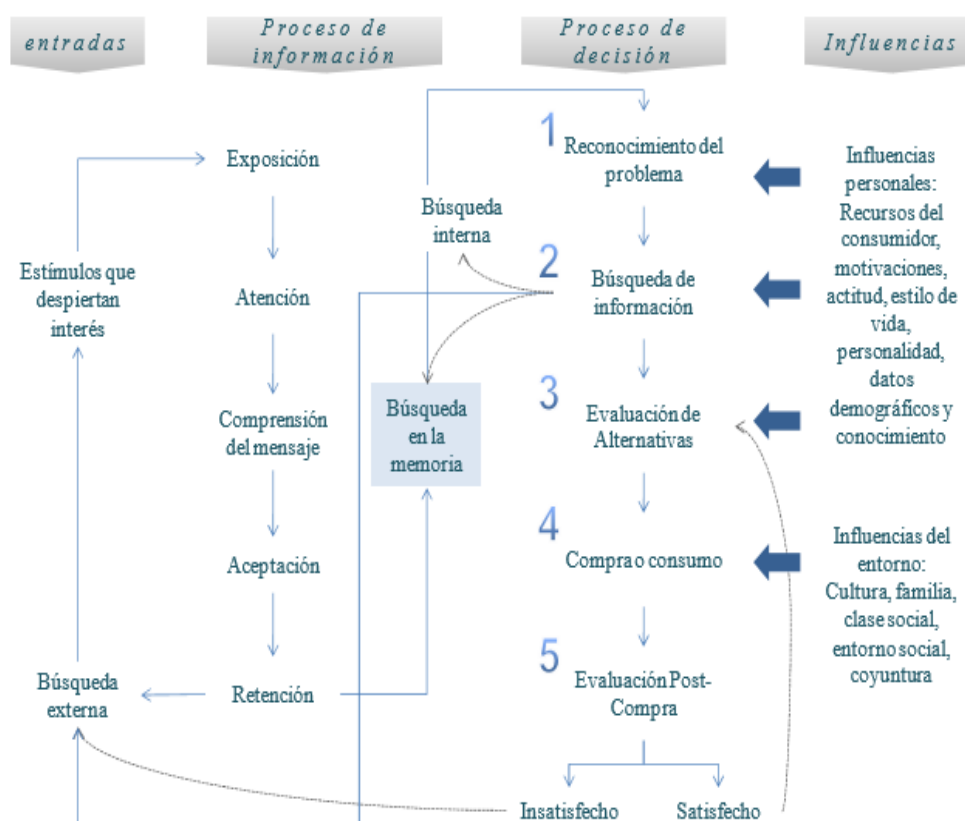 entradas
Proceso de
información
Proceso de
decisión
Influencias
Estímulos que
despiertan
interés
Búsqueda
externa
Exposición
Atención
Comprensión
del mensaje
Aceptación
Retención
Búsqueda
interna
Búsqueda
en la
memoria
1
Reconocimiento del
problema
2
Búsqueda de
información
3
Evaluación de
Alternativas
4
Compra o consumo
5
Evaluación Post-
Compra
Insatisfecho
Satisfecho
Influencias
personales:
Recursos del
consumidor,
motivaciones,
actitud, estilo de
vida,
personalidad,
datos
demográficos y
conocimiento
Influencias del
entorno:
Cultura, familia,
clase social,
entorno social,
coyuntura